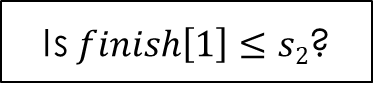 Is finish[1] ≤ s₂?